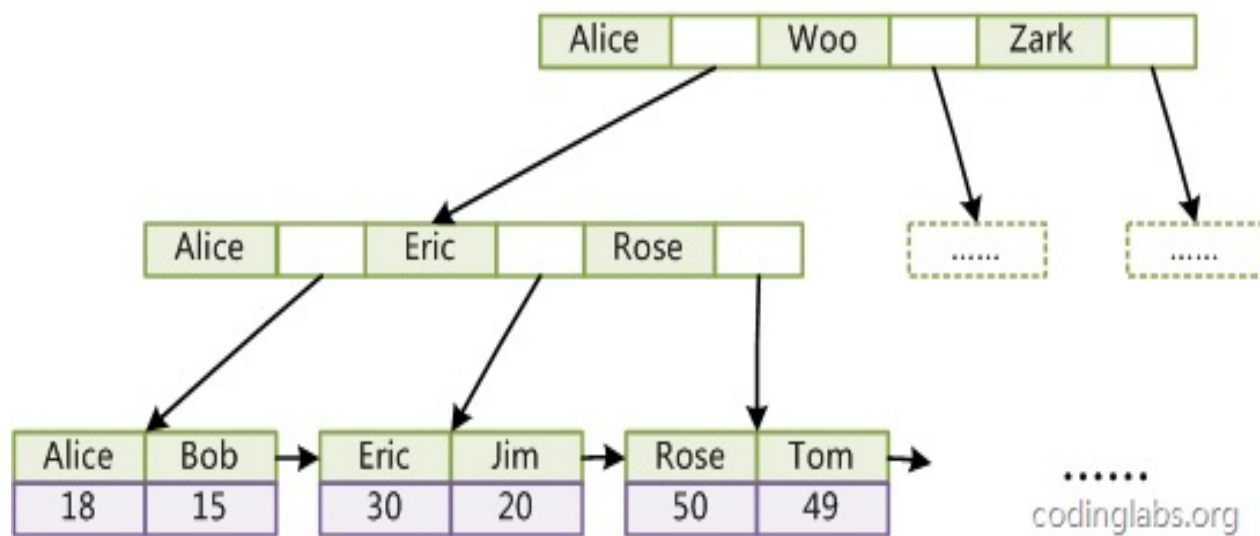 Alice Woo Zark
Alice Eric Rose ...... ......
Alice Bob Eric Jim Rose Tom
18 15 30 20 50 49
......
codinglabs.org